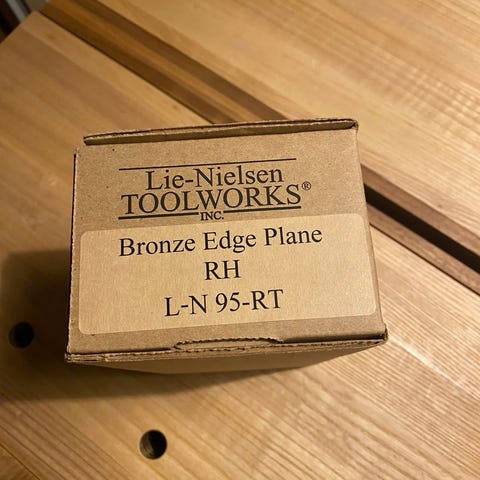 Lie-Nielsen
TOOLWORKS®
INC.
Bronze Edge Plane
RH
L-N 95-RT